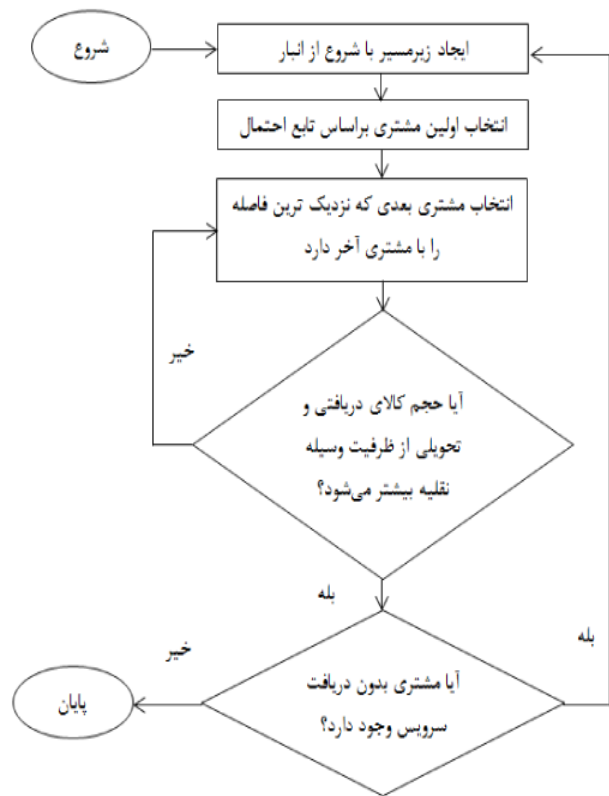 شروع
ایجاد زیرمسیر با شروع از انبار
انتخاب اولین مشتری براساس تابع احتمال
انتخاب مشتری بعدی که نزدیک ترین فاصله
را با مشتری آخر دارد
خیر
آیا حجم کالای دریافتی و
تحویلی از ظرفیت وسیله
نقلیه بیشتر می‌شود؟
بله
خیر
بله
آیا مشتری بدون دریافت
سرویس وجود دارد؟
پایان